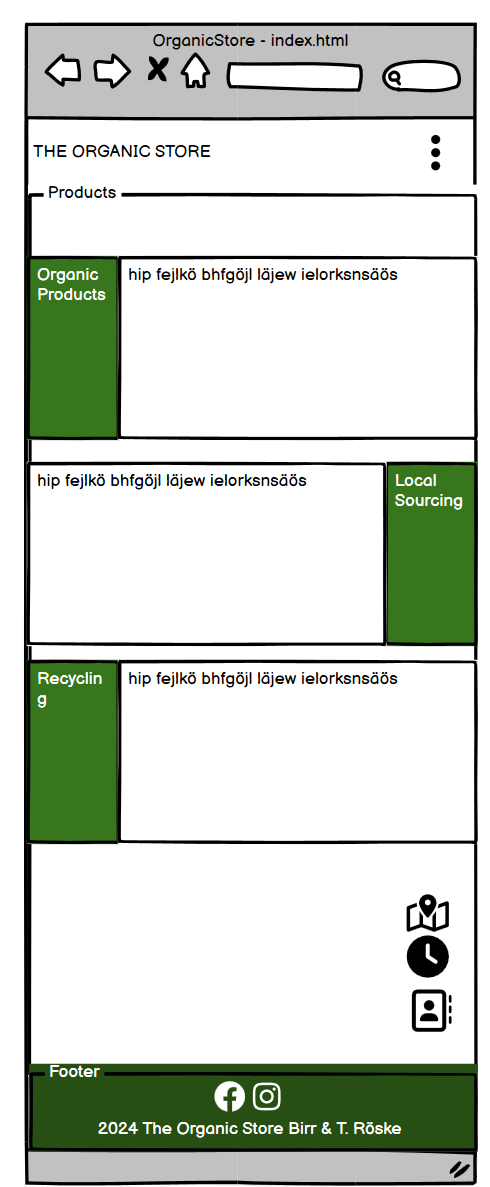 OrganicStore - index.html
THE ORGANIC STORE
Products
Organic
Products
hip fejlkö bhfgöjl läjew ielorksnsäös
hip fejlkö bhfgöjl läjew ielorksnsäös
Local
Sourcing
Recyclin
g
hip fejlkö bhfgöjl läjew ielorksnsäös
Footer
2024 The Organic Store Birr & T. Röske